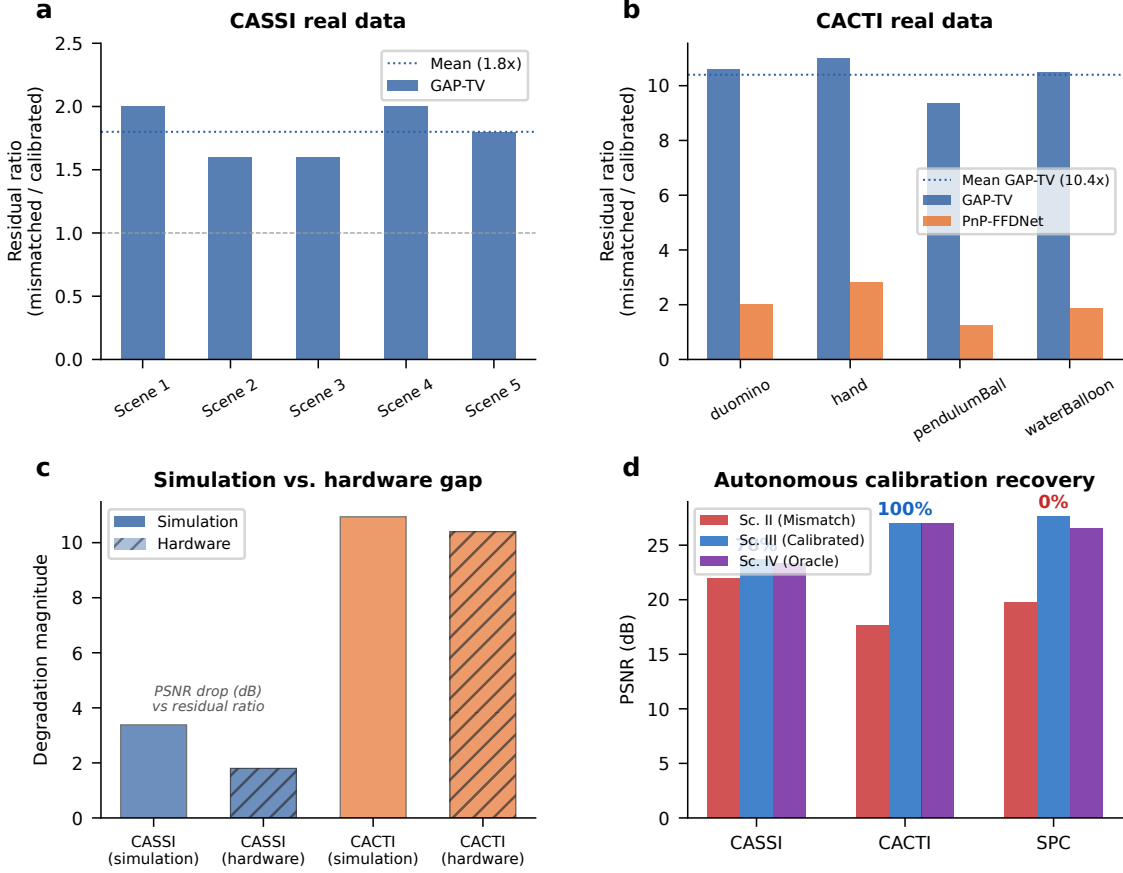 a
CASSI real data
Residual ratio
(mismatched / calibrated)
2.5
2.0
1.5
1.0
0.5
0.0
Mean (1.8x)
GAP-TV
Scene 1
Scene 2
Scene 3
Scene 4
Scene 5
b
CACTI real data
Residual ratio
(mismatched / calibrated)
10
8
6
4
2
0
Mean GAP-TV (10.4x)
GAP-TV
PnP-FFDNet
duomino
hand
pendulumBall
waterBalloon
c
Simulation vs. hardware gap
Degradation magnitude
10
8
6
4
2
0
Simulation
Hardware
PSNR drop (dB)
vs residual ratio
CASSI
(simulation)
CASSI
(hardware)
CACTI
(simulation)
CACTI
(hardware)
d
Autonomous calibration recovery
PSNR (dB)
25
20
15
10
5
0
Sc. II (Mismatch)
Sc. III (Calibrated)
Sc. IV (Oracle)
100%
0%
CASSI
CACTI
SPC